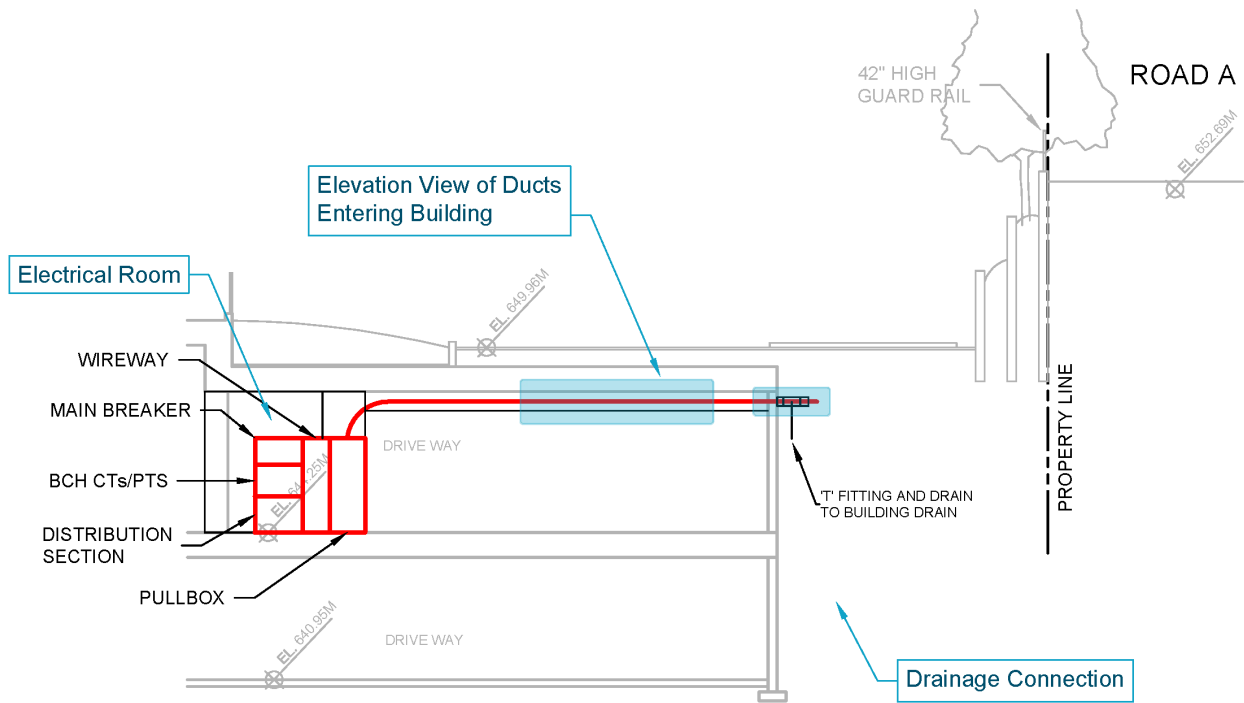 42" HIGH
GUARD RAIL
ROAD A
EL. 652.69M
Elevation View of Ducts
Entering Building
Electrical Room
EL. 649.96M
WIREWAY
MAIN BREAKER
BCH CTs/PTS
DISTRIBUTION
SECTION
PULLBOX
DRIVE WAY
'T' FITTING AND DRAIN
TO BUILDING DRAIN
PROPERTY LINE
EL. 640.95M
DRIVE WAY
Drainage Connection